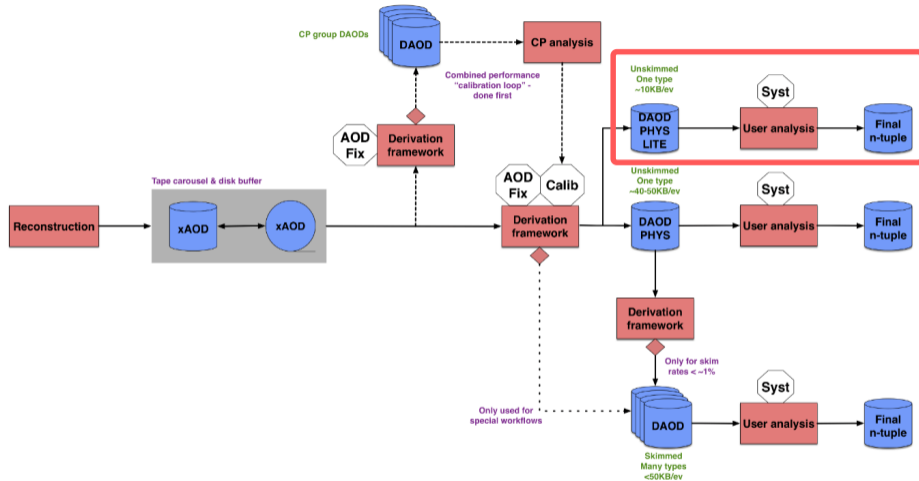 CP group DAODs
DAOD
CP analysis
Combined performance
"calibration loop" -
done first
AOD
Fix
Derivation
framework
Unskimmed
One type
~10KB/ev
DAOD
PHYS
LITE
Syst
User analysis
Final
n-tuple
Tape carousel & disk buffer
Reconstruction
xAOD
xAOD
AOD
Fix
Calib
Derivation
framework
Unskimmed
One type
~40-50KB/ev
DAOD
PHYS
Syst
User analysis
Final
n-tuple
Derivation
framework
Only for skim
rates < ~1%
Only used for
special workflows
DAOD
Skimmed
Many types
<50KB/ev
Syst
User analysis
Final
n-tuple